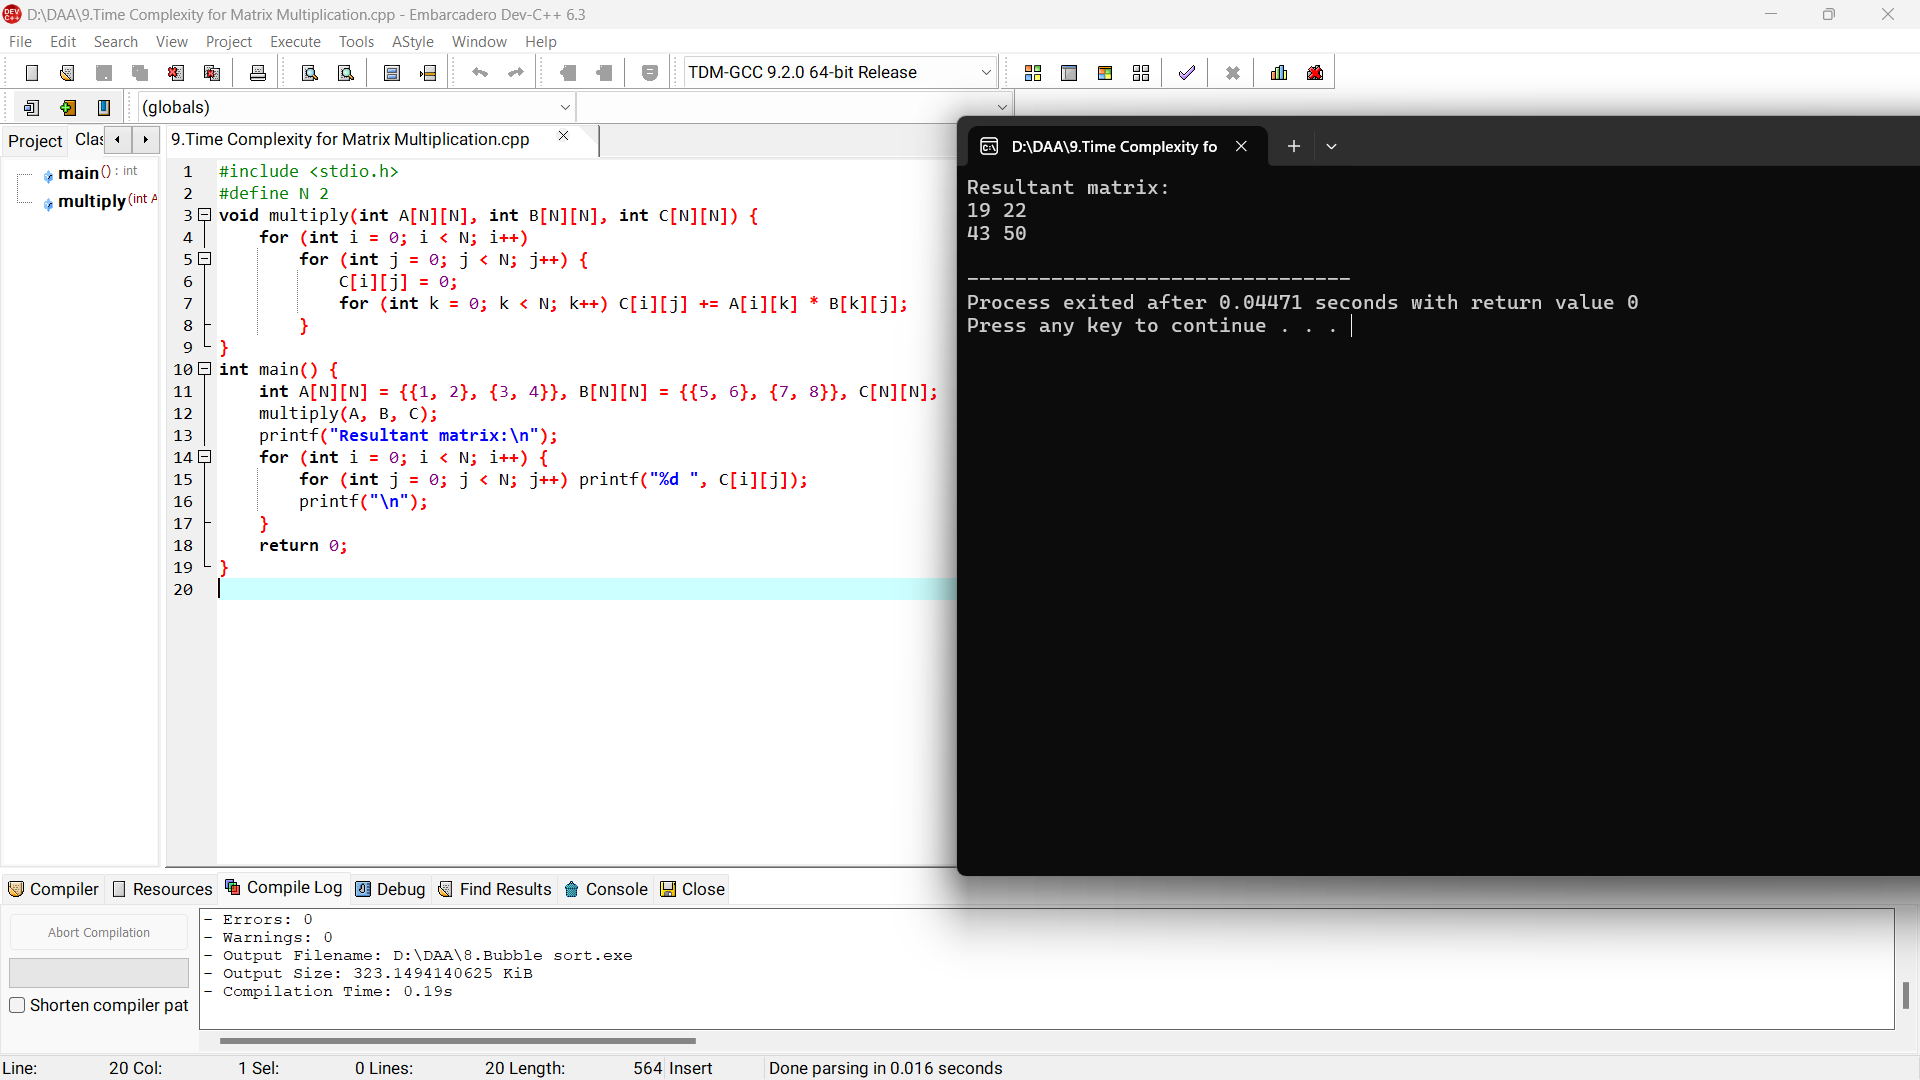 D:\DAA\9.Time Complexity for Matrix Multiplication.cpp - Embarcadero Dev-C++ 6.3
File Edit Search View Project Execute Tools AStyle Window Help
TDM-GCC 9.2.0 64-bit Release
(globals)
Project Clas
main() : int
multiply(int A
9.Time Complexity for Matrix Multiplication.cpp
1 #include <stdio.h>
2 #define N 2
3 void multiply(int A[N][N], int B[N][N], int C[N][N]) {
4 for (int i = 0; i < N; i++)
5 for (int j = 0; j < N; j++) {
6 C[i][j] = 0;
7 for (int k = 0; k < N; k++) C[i][j] += A[i][k] * B[k][j];
8 }
9 }
10 int main() {
11 int A[N][N] = {{1, 2}, {3, 4}}, B[N][N] = {{5, 6}, {7, 8}}, C[N][N];
12 multiply(A, B, C);
13 printf("Resultant matrix:\n");
14 for (int i = 0; i < N; i++) {
15 for (int j = 0; j < N; j++) printf("%d ", C[i][j]);
16 printf("\n");
17 }
18 return 0;
19 }
20
D:\DAA\9.Time Complexity fo
Resultant matrix:
19 22
43 50
--------------------------------
Process exited after 0.04471 seconds with return value 0
Press any key to continue . . .
Compiler Resources Compile Log Debug Find Results Console Close
Abort Compilation
Shorten compiler pat
- Errors: 0
- Warnings: 0
- Output Filename: D:\DAA\8.Bubble sort.exe
- Output Size: 323.1494140625 KiB
- Compilation Time: 0.19s
Line: 20 Col: 1 Sel: 0 Lines: 20 Length: 564 Insert Done parsing in 0.016 seconds